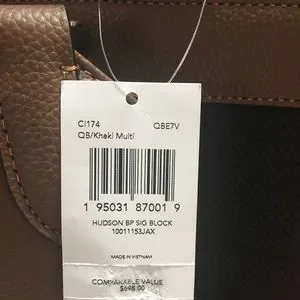 CI174 QBE7V
QB/Khaki Multi
1 95031 87001 9
HUDSON BP SIG BLOCK
10011153JAX
MADE IN VIETNAM
COMPARABLE VALUE
$698.00